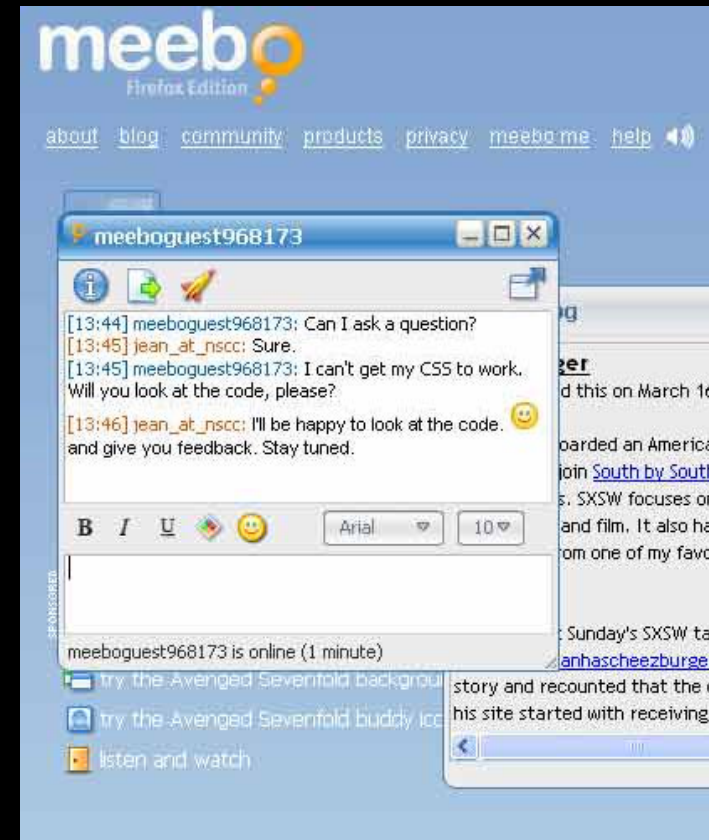 meebo
Firefox Edition
about blog community products privacy meebo me help
meeboguest968173
[13:44] meeboguest968173: Can I ask a question?
[13:45] jean_at_nscc: Sure.
[13:45] meeboguest968173: I can't get my CSS to work.
Will you look at the code, please?
[13:46] jean_at_nscc: I'll be happy to look at the code.
and give you feedback. Stay tuned.
B I U Arial 10
SPONSORED
meeboguest968173 is online (1 minute)
og
ger
d this on March 16
oarded an America
join South by South
s. SXSW focuses on
and film. It also ha
om one of my favo
Sunday's SXSW ta
anhascheezburge
story and recounted that the
his site started with receiving
try the Avenged Sevenfold backgrou
try the Avenged Sevenfold buddy ico
listen and watch